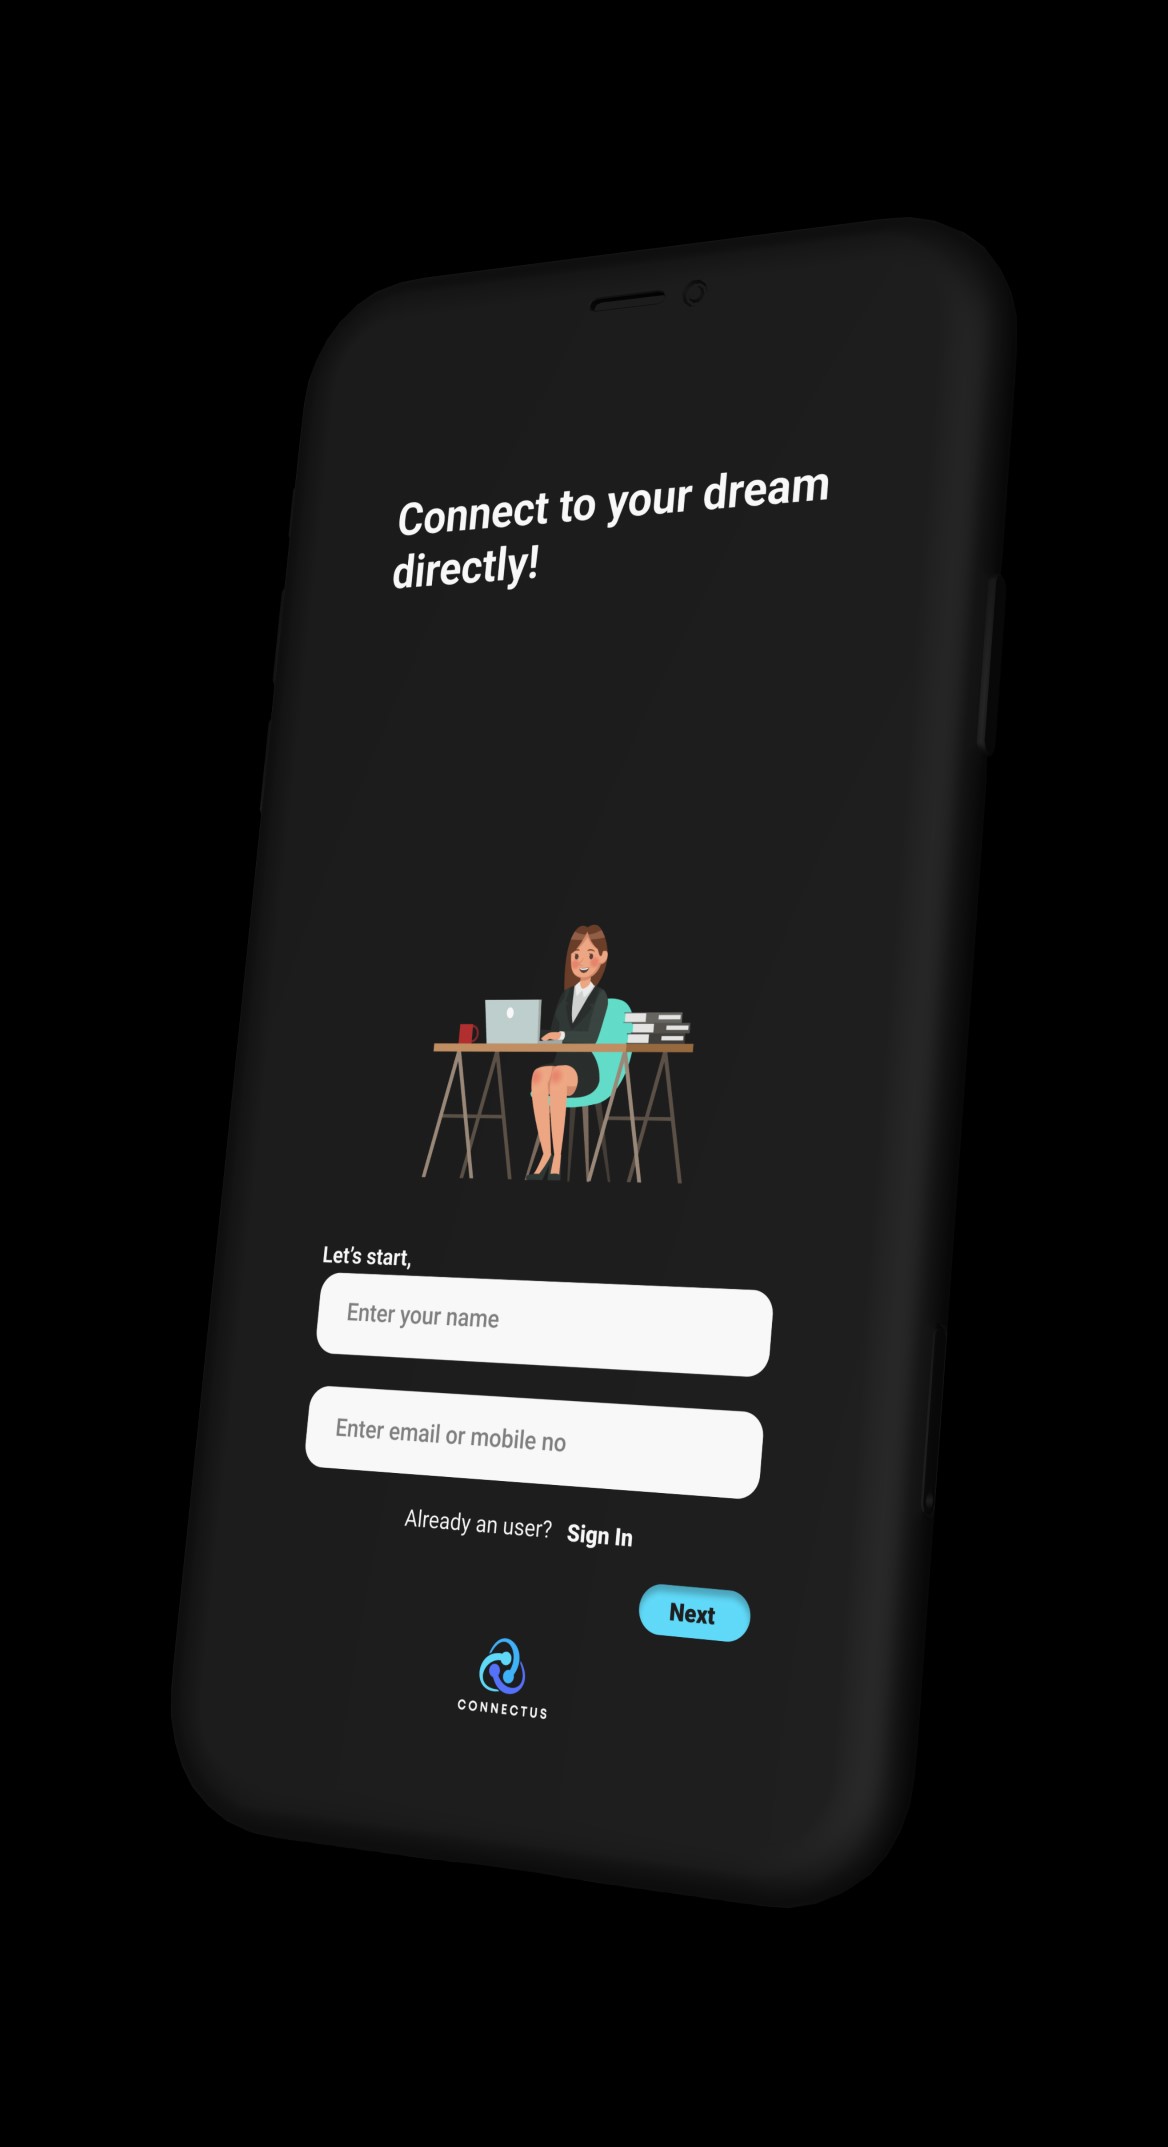 Connect to your dream
directly!
Let's start,
Enter your name
Enter email or mobile no
Already an user? Sign In
Next
CONNECTUS